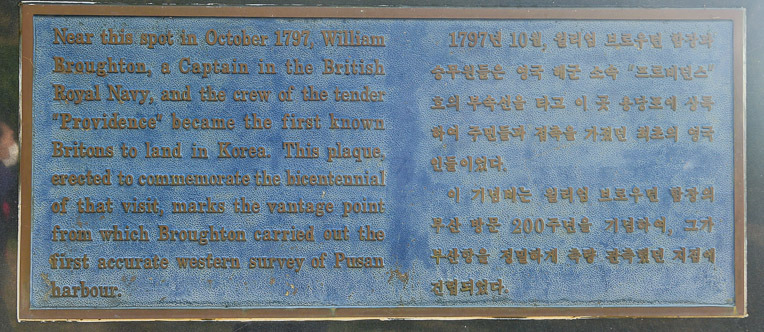 Near this spot in October 1797, William
Broughton, a Captain in the British
Royal Navy, and the crew of the tender
"Providence" became the first known
Britons to land in Korea. This plaque,
erected to commemorate the bicentennial
of that visit, marks the vantage point
from which Broughton carried out the
first accurate western survey of Pusan
harbour.
1797년 10월, 윌리엄 브로우턴 함장과
승무원들은 영국 해군 소속 "프로비던스"
호의 부속선을 타고 이 곳 용당포에 상륙
하여 주민들과 접촉을 가졌던 최초의 영국
인들이었다.
이 기념비는 윌리엄 브로우턴 함장의
부산 방문 200주년을 기념하여, 그가
부산항을 정밀하게 측량 관측했던 지점에
건립되었다.